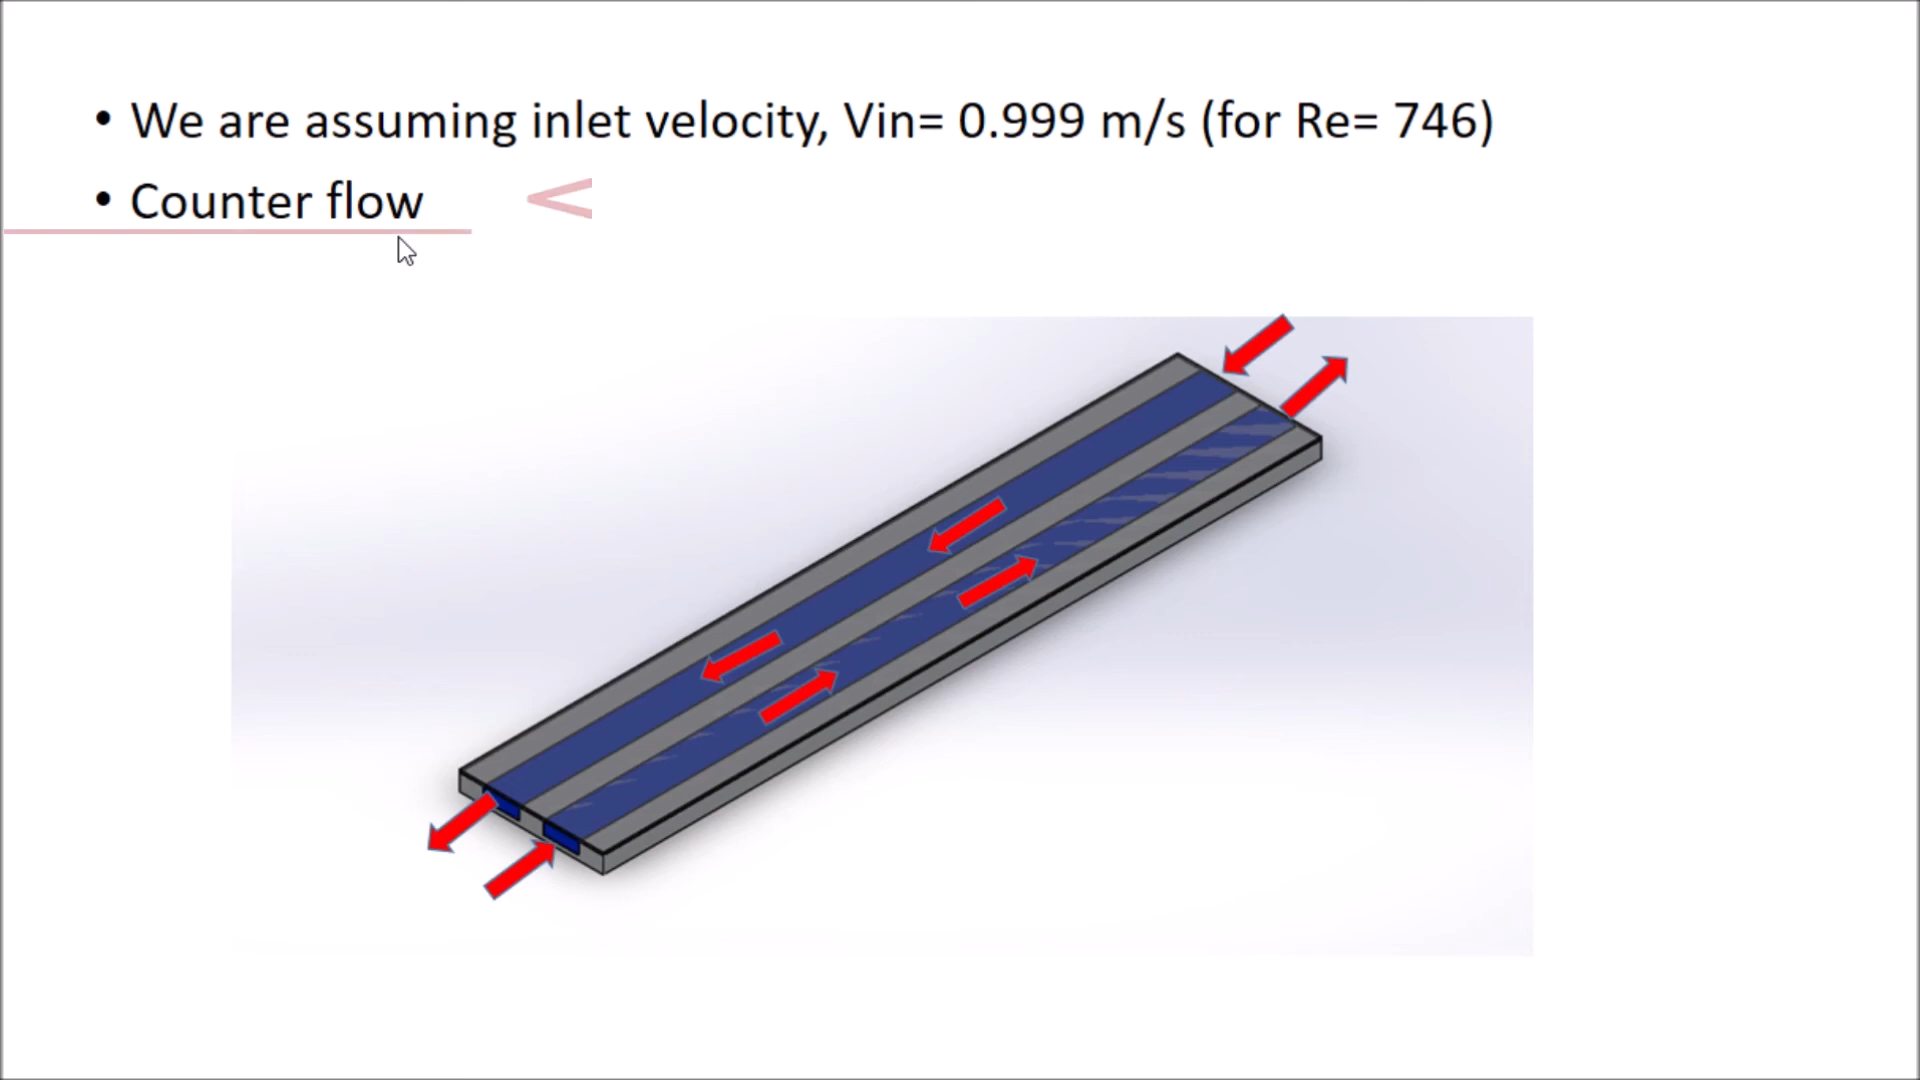 • We are assuming inlet velocity, Vin= 0.999 m/s (for Re= 746)
• Counter flow